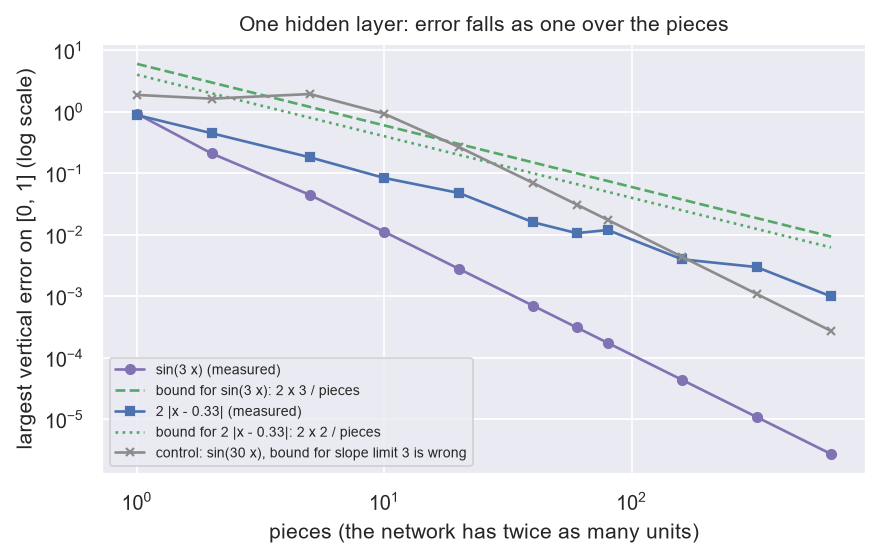 One hidden layer: error falls as one over the pieces
largest vertical error on [0, 1] (log scale)
10^1
10^0
10^-1
10^-2
10^-3
10^-4
10^-5
sin(3 x) (measured)
bound for sin(3 x): 2 x 3 / pieces
2 |x - 0.33| (measured)
bound for 2 |x - 0.33|: 2 x 2 / pieces
control: sin(30 x), bound for slope limit 3 is wrong
10^0 10^1 10^2
pieces (the network has twice as many units)